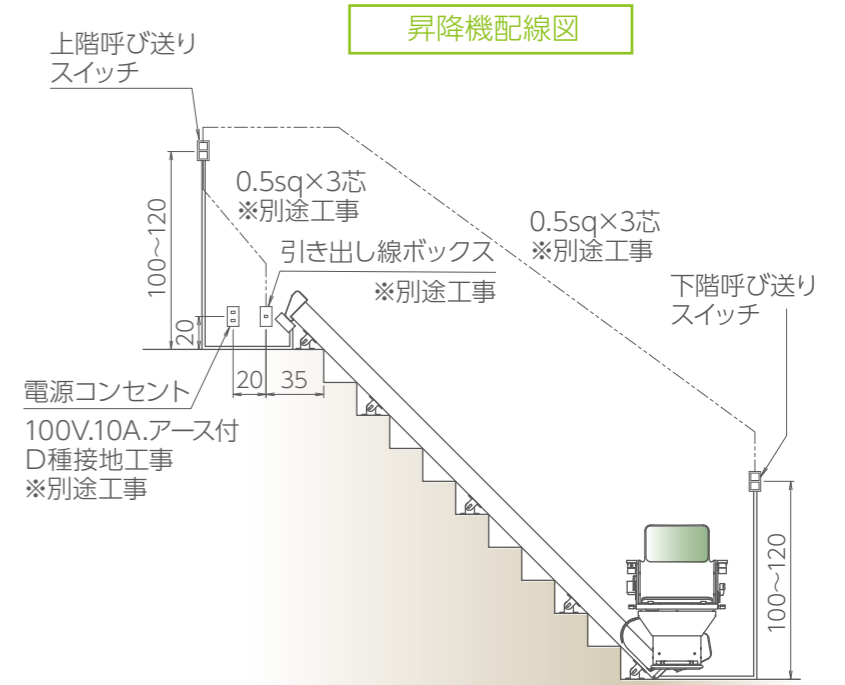 昇降機配線図
上階呼び送り
スイッチ
0.5sq×3芯
※別途工事
0.5sq×3芯
※別途工事
100～120
引き出し線ボックス
※別途工事
下階呼び送り
スイッチ
20
20
35
電源コンセント
100V.10A.アース付
D種接地工事
※別途工事
100～120